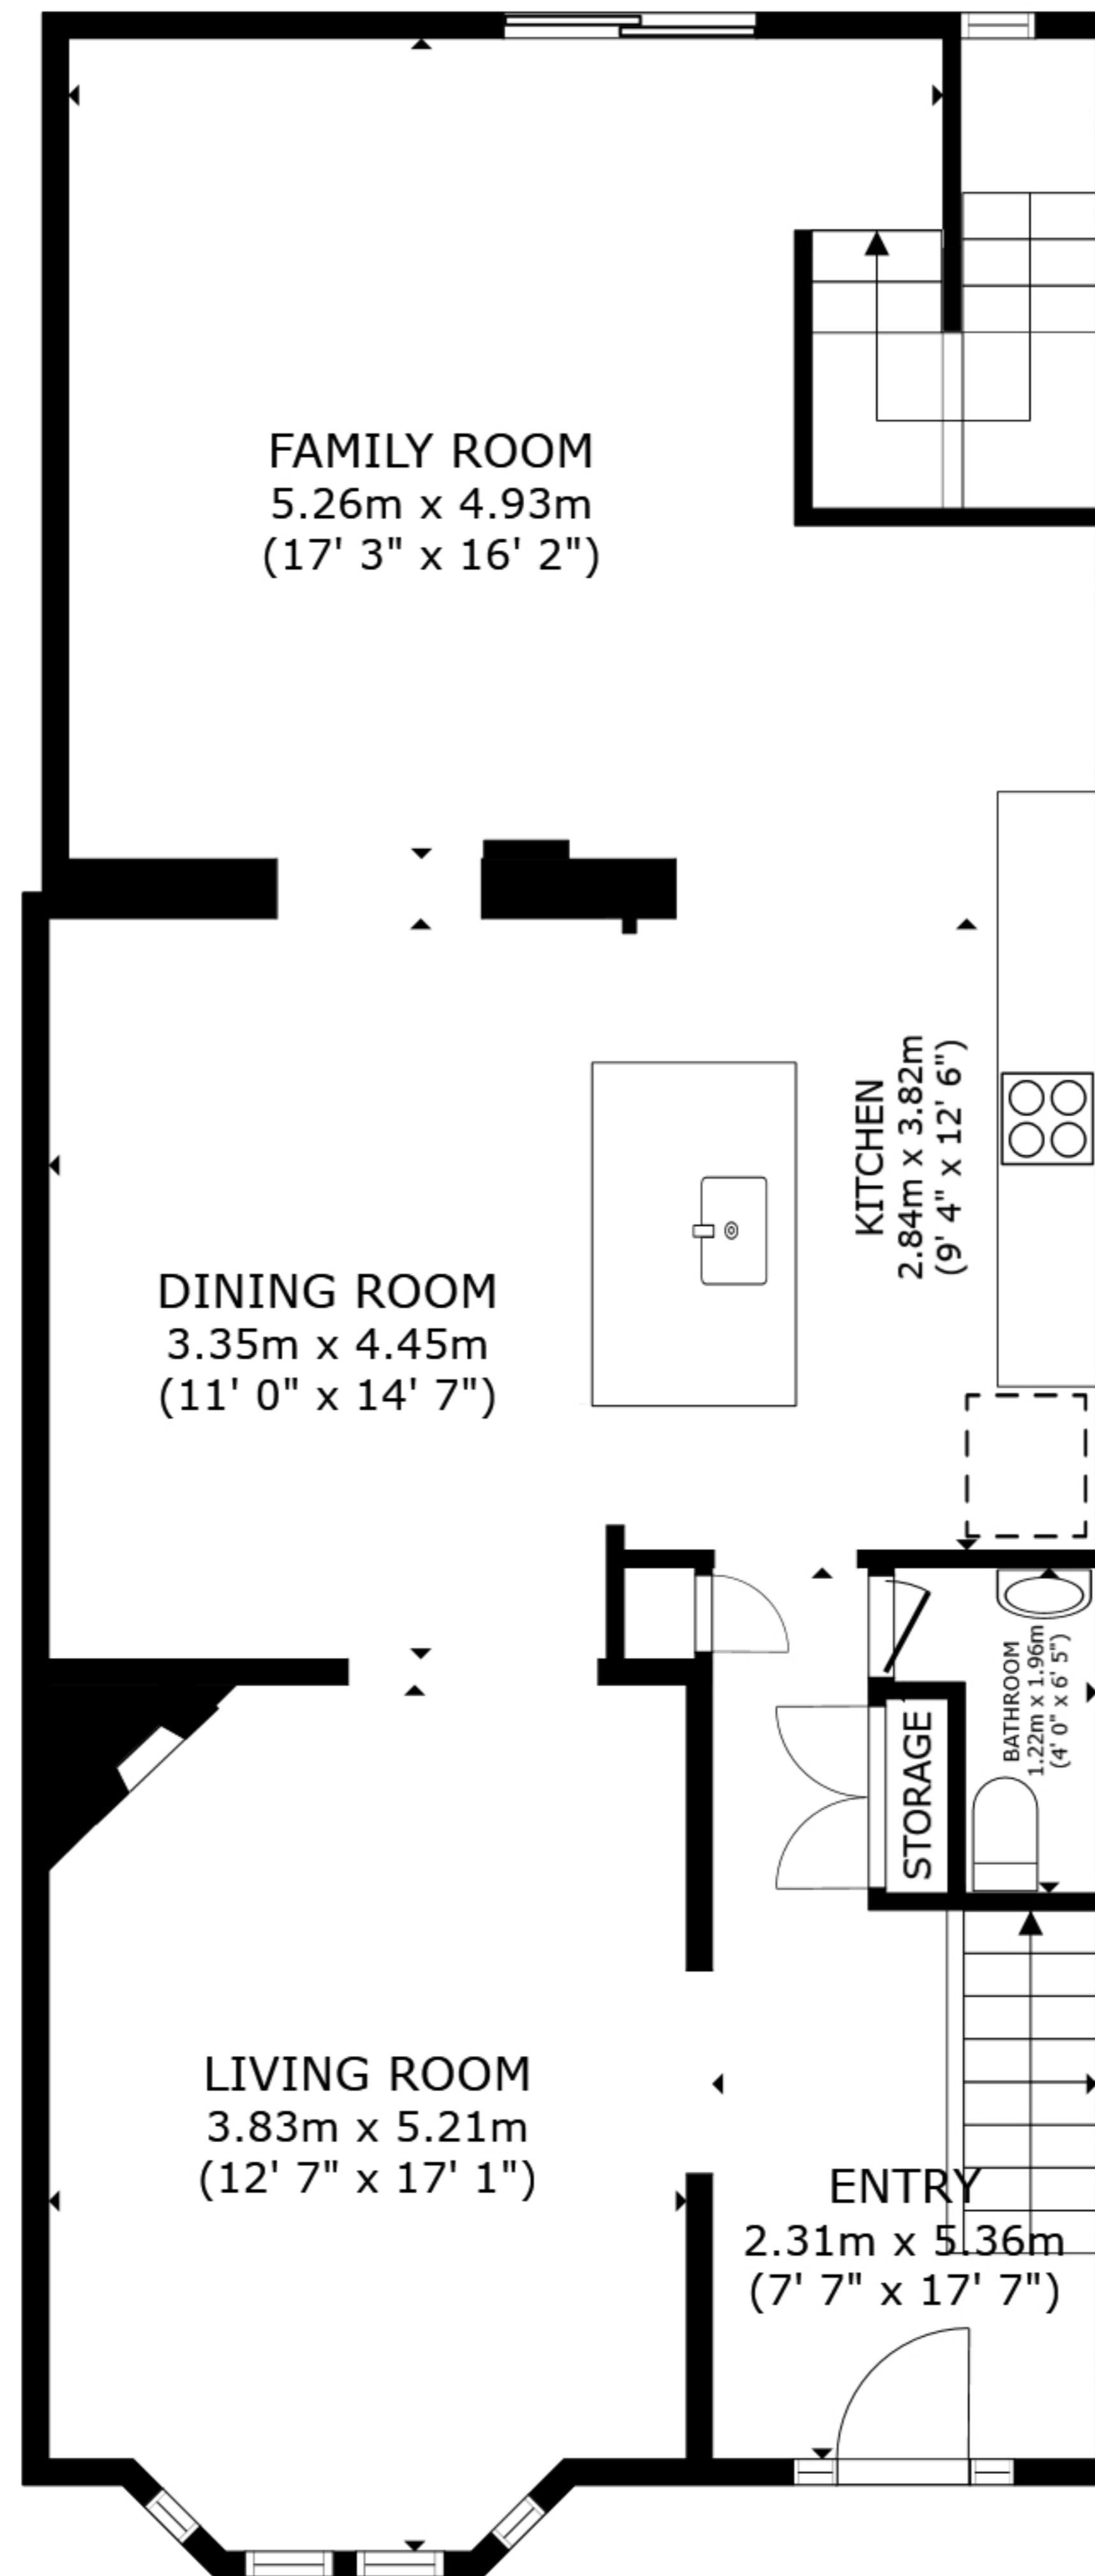 FAMILY ROOM
5.26m x 4.93m
(17' 3" x 16' 2")
KITCHEN
2.84m x 3.82m
(9' 4" x 12' 6")
DINING ROOM
3.35m x 4.45m
(11' 0" x 14' 7")
BATHROOM
1.22m x 1.96m
(4' 0" x 6' 5")
STORAGE
LIVING ROOM
3.83m x 5.21m
(12' 7" x 17' 1")
ENTRY
2.31m x 5.36m
(7' 7" x 17' 7")